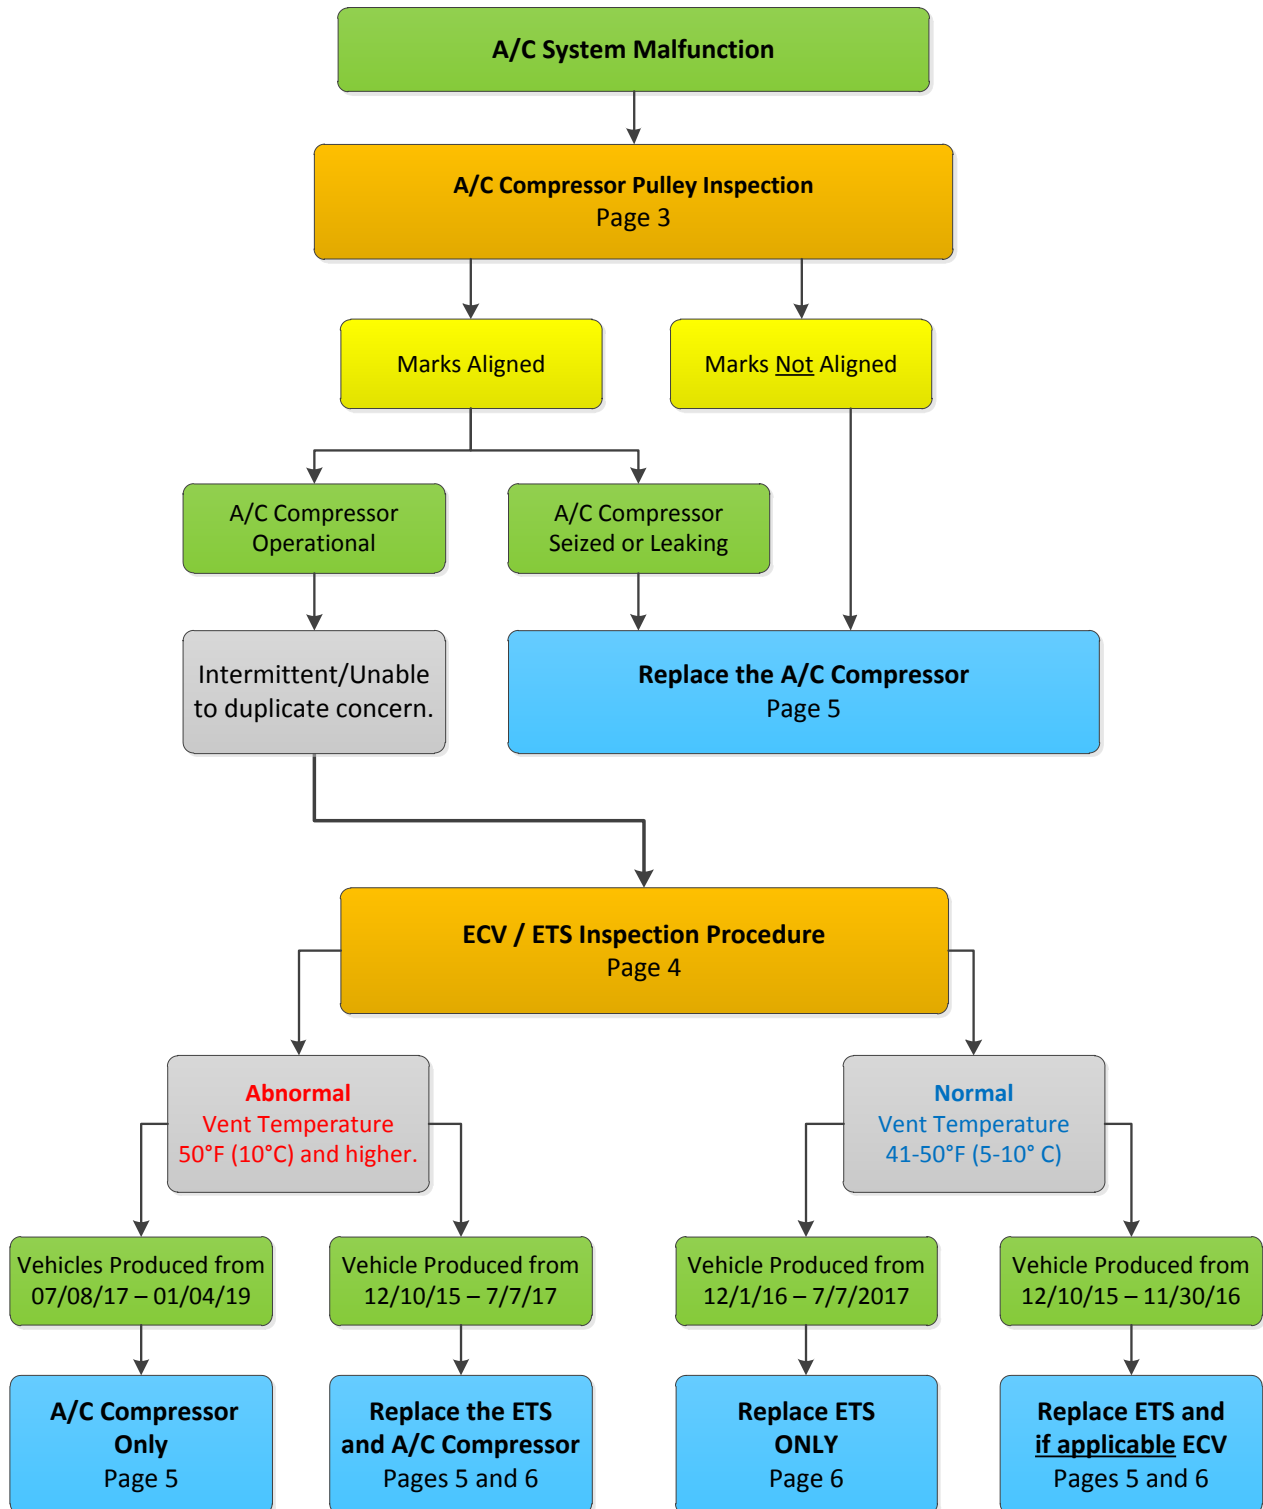 A/C System Malfunction
A/C Compressor Pulley Inspection
Page 3
Marks Aligned
Marks Not Aligned
A/C Compressor
Operational
A/C Compressor
Seized or Leaking
Intermittent/Unable
to duplicate concern.
Replace the A/C Compressor
Page 5
ECV / ETS Inspection Procedure
Page 4
Abnormal
Vent Temperature
50°F (10°C) and higher.
Normal
Vent Temperature
41-50°F (5-10° C)
Vehicles Produced from
07/08/17 – 01/04/19
Vehicle Produced from
12/10/15 – 7/7/17
Vehicle Produced from
12/1/16 – 7/7/2017
Vehicle Produced from
12/10/15 – 11/30/16
A/C Compressor
Only
Page 5
Replace the ETS
and A/C Compressor
Pages 5 and 6
Replace ETS
ONLY
Page 6
Replace ETS and
if applicable ECV
Pages 5 and 6